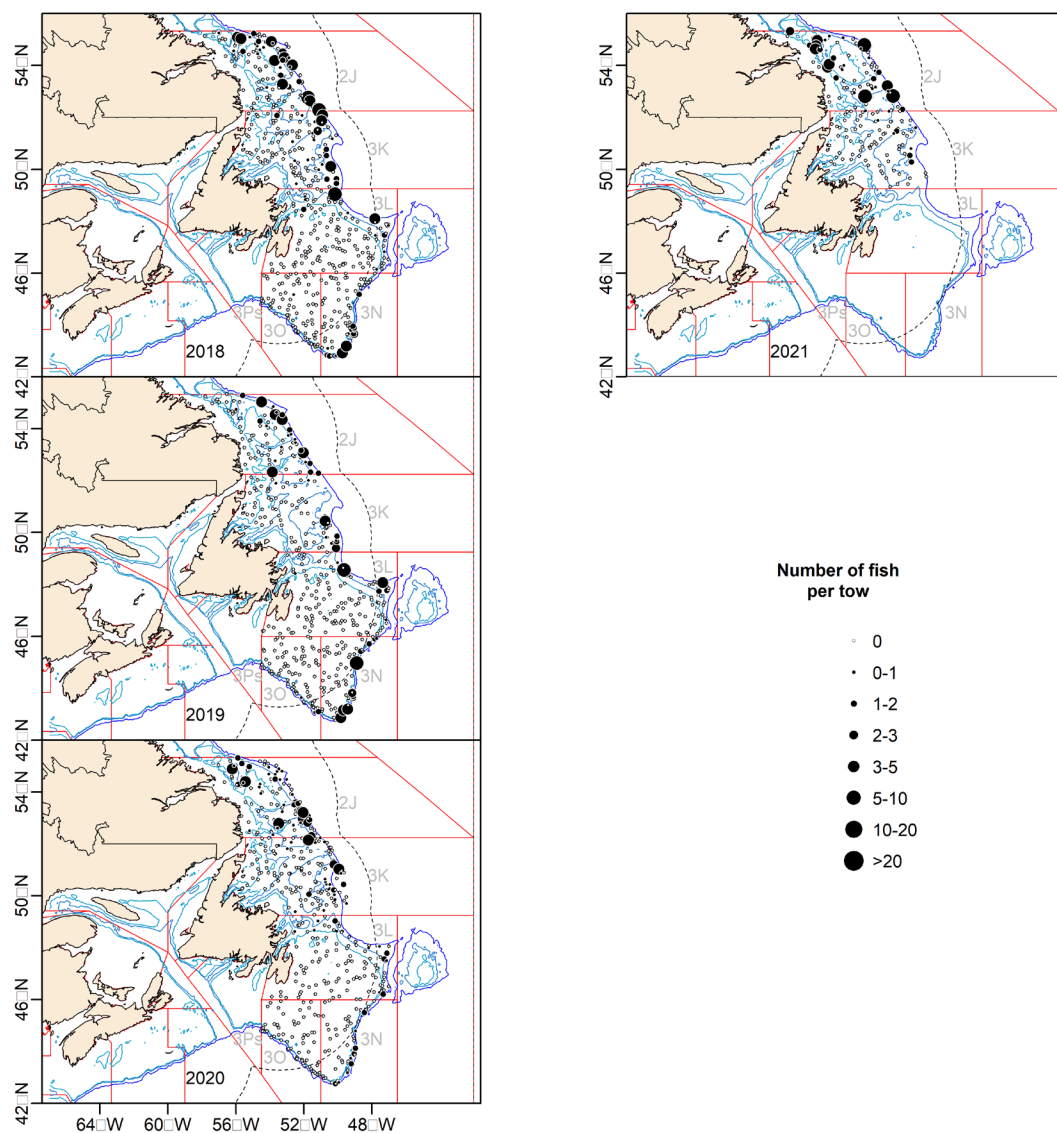 54□N
50□N
46□N
42□N
2J
3K
3L
3N
3O
3Ps
2018
54□N
50□N
46□N
42□N
2J
3K
3L
3N
3O
3Ps
2019
54□N
50□N
46□N
42□N
2J
3K
3L
3N
3O
3Ps
2020
64□W
60□W
56□W
52□W
48□W
54□N
50□N
46□N
42□N
2J
3K
3L
3N
3O
3Ps
2021
Number of fish
per tow
0
0-1
1-2
2-3
3-5
5-10
10-20
>20